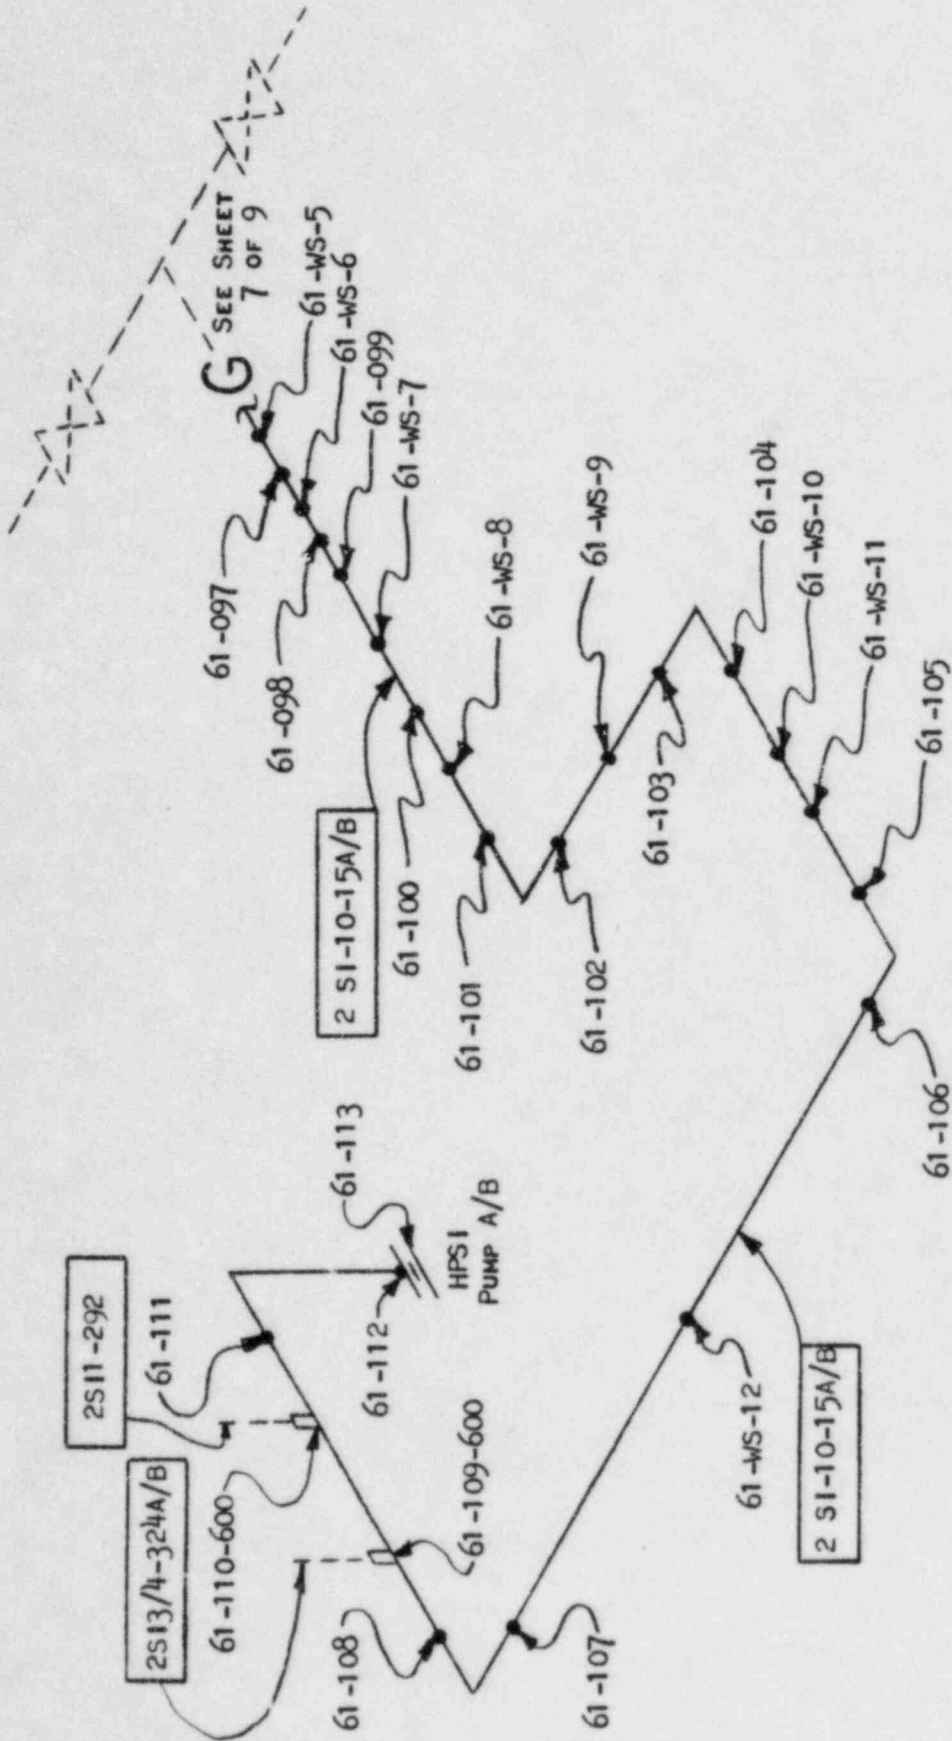 G
SEE SHEET
7 OF 9
61-WS-5
61-097
61-WS-6
61-098
61-099
61-WS-7
2 SI-10-15A/B
61-100
61-WS-8
61-101
61-102
61-WS-9
61-103
61-104
61-WS-10
61-WS-11
61-105
61-106
2 SI-10-15A/B
61-WS-12
61-107
61-108
61-109-600
2SI3/4-324A/B
61-110-600
2SI1-292
61-111
61-112
61-113
HPSI
PUMP A/B